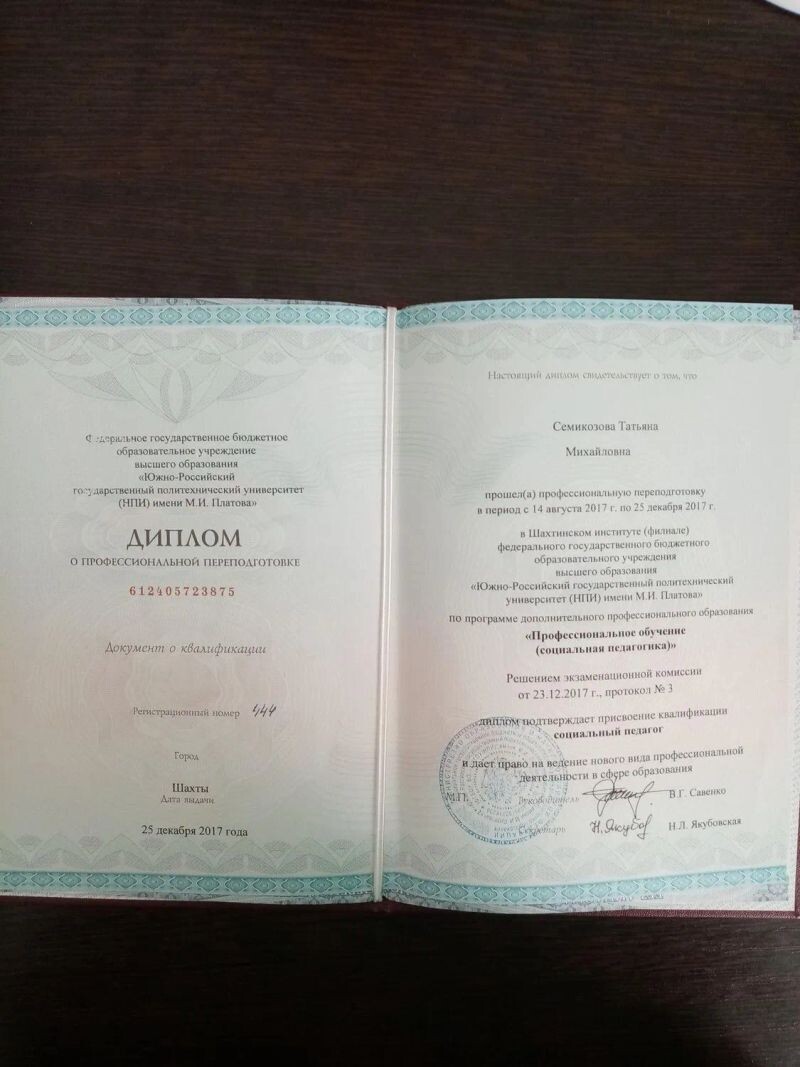 Федеральное государственное бюджетное
образовательное учреждение
высшего образования
«Южно-Российский
государственный политехнический университет
(НПИ) имени М.И. Платова»
ДИПЛОМ
О ПРОФЕССИОНАЛЬНОЙ ПЕРЕПОДГОТОВКЕ
612405723875
Документ о квалификации
Регистрационный номер 444
Город
Шахты
Дата выдачи
25 декабря 2017 года
Настоящий диплом свидетельствует о том, что
Семикозова Татьяна
Михайловна
прошел(а) профессиональную переподготовку
в период с 14 августа 2017 г. по 25 декабря 2017 г.
в Шахтинском институте (филиале)
федерального государственного бюджетного
образовательного учреждения
высшего образования
«Южно-Российский государственный политехнический
университет (НПИ) имени М.И. Платова»
по программе дополнительного профессионального образования
«Профессиональное обучение
(социальная педагогика)»
Решением экзаменационной комиссии
от 23.12.2017 г., протокол № 3
диплом подтверждает присвоение квалификации
социальный педагог
и дает право на ведение нового вида профессиональной
деятельности в сфере образования
М.П. Руководитель В.Г. Савенко
Секретарь Н.Якубов Н.Л. Якубовская